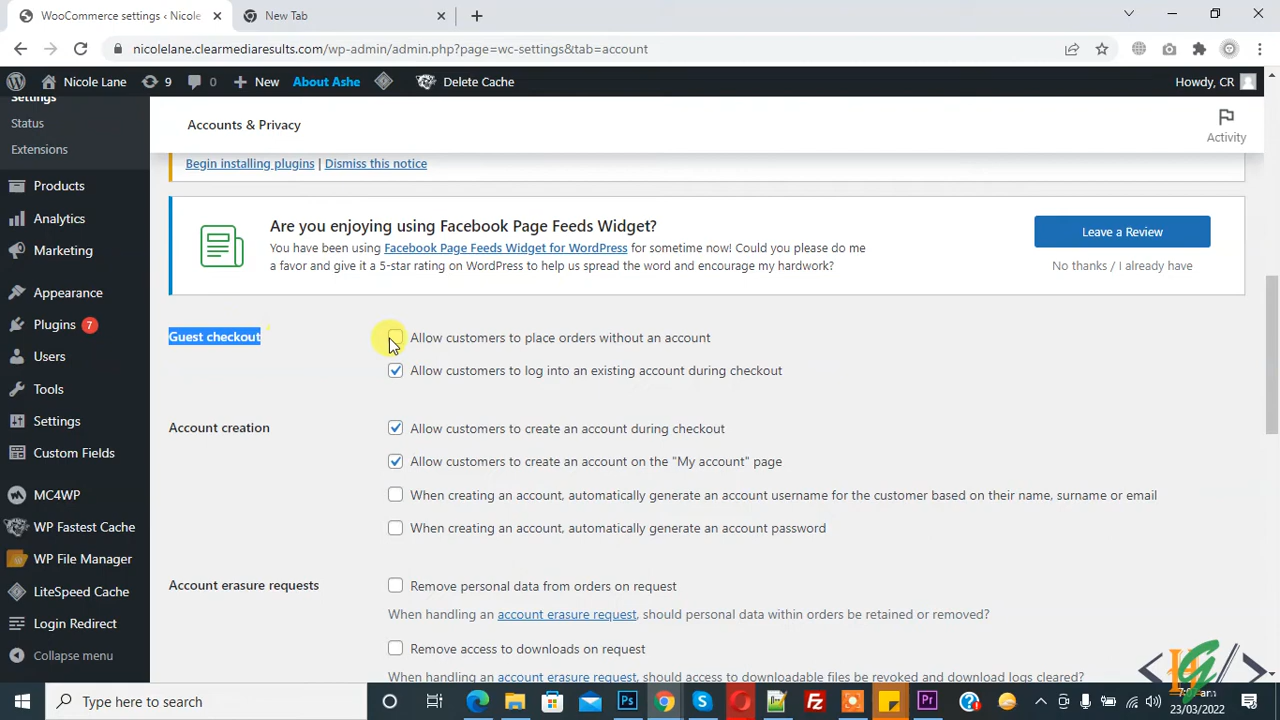 WooCommerce settings ‹ Nicole
New Tab
nicolelane.clearmediaresults.com/wp-admin/admin.php?page=wc-settings&tab=account
Nicole Lane
9
0
New
About Ashe
Delete Cache
Howdy, CR
Settings
Status
Extensions
Products
Analytics
Marketing
Appearance
Plugins 7
Users
Tools
Settings
Custom Fields
MC4WP
WP Fastest Cache
WP File Manager
LiteSpeed Cache
Login Redirect
Collapse menu
Accounts & Privacy
Activity
Begin installing plugins | Dismiss this notice
Are you enjoying using Facebook Page Feeds Widget?
You have been using Facebook Page Feeds Widget for WordPress for sometime now! Could you please do me
a favor and give it a 5-star rating on WordPress to help us spread the word and encourage my hardwork?
Leave a Review
No thanks / I already have
Guest checkout
Allow customers to place orders without an account
Allow customers to log into an existing account during checkout
Account creation
Allow customers to create an account during checkout
Allow customers to create an account on the "My account" page
When creating an account, automatically generate an account username for the customer based on their name, surname or email
When creating an account, automatically generate an account password
Account erasure requests
Remove personal data from orders on request
When handling an account erasure request, should personal data within orders be retained or removed?
Remove access to downloads on request
When handling an account erasure request, should access to downloadable files be revoked and download logs cleared?
Type here to search
23/03/2022